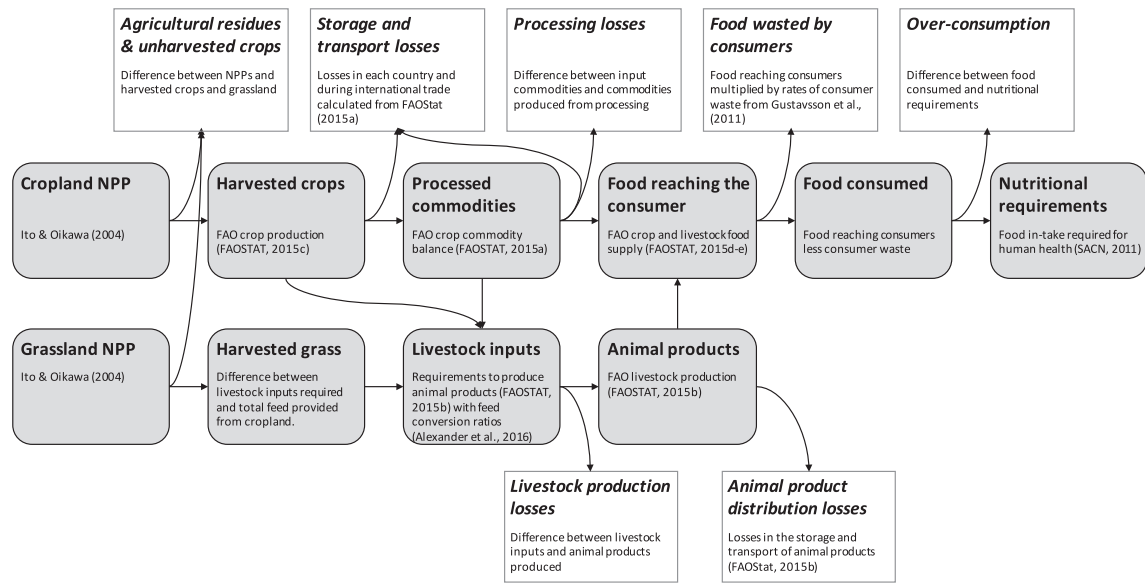 Agricultural residues
& unharvested crops
Difference between NPPs and
harvested crops and grassland
Storage and
transport losses
Losses in each country and
during international trade
calculated from FAOStat
(2015a)
Processing losses
Difference between input
commodities and commodities
produced from processing
Food wasted by
consumers
Food reaching consumers
multiplied by rates of consumer
waste from Gustavsson et al.,
(2011)
Over-consumption
Difference between food
consumed and nutritional
requirements
Cropland NPP
Ito & Oikawa (2004)
Harvested crops
FAO crop production
(FAOSTAT, 2015c)
Processed
commodities
FAO crop commodity
balance (FAOSTAT, 2015a)
Food reaching the
consumer
FAO crop and livestock food
supply (FAOSTAT, 2015d-e)
Food consumed
Food reaching consumers
less consumer waste
Nutritional
requirements
Food in-take required for
human health (SACN, 2011)
Grassland NPP
Ito & Oikawa (2004)
Harvested grass
Difference between
livestock inputs required
and total feed provided
from cropland.
Livestock inputs
Requirements to produce
animal products (FAOSTAT,
2015b) with feed
conversion ratios
(Alexander et al., 2016)
Animal products
FAO livestock production
(FAOSTAT, 2015b)
Livestock production
losses
Difference between livestock
inputs and animal products
produced
Animal product
distribution losses
Losses in the storage and
transport of animal products
(FAOStat, 2015b)